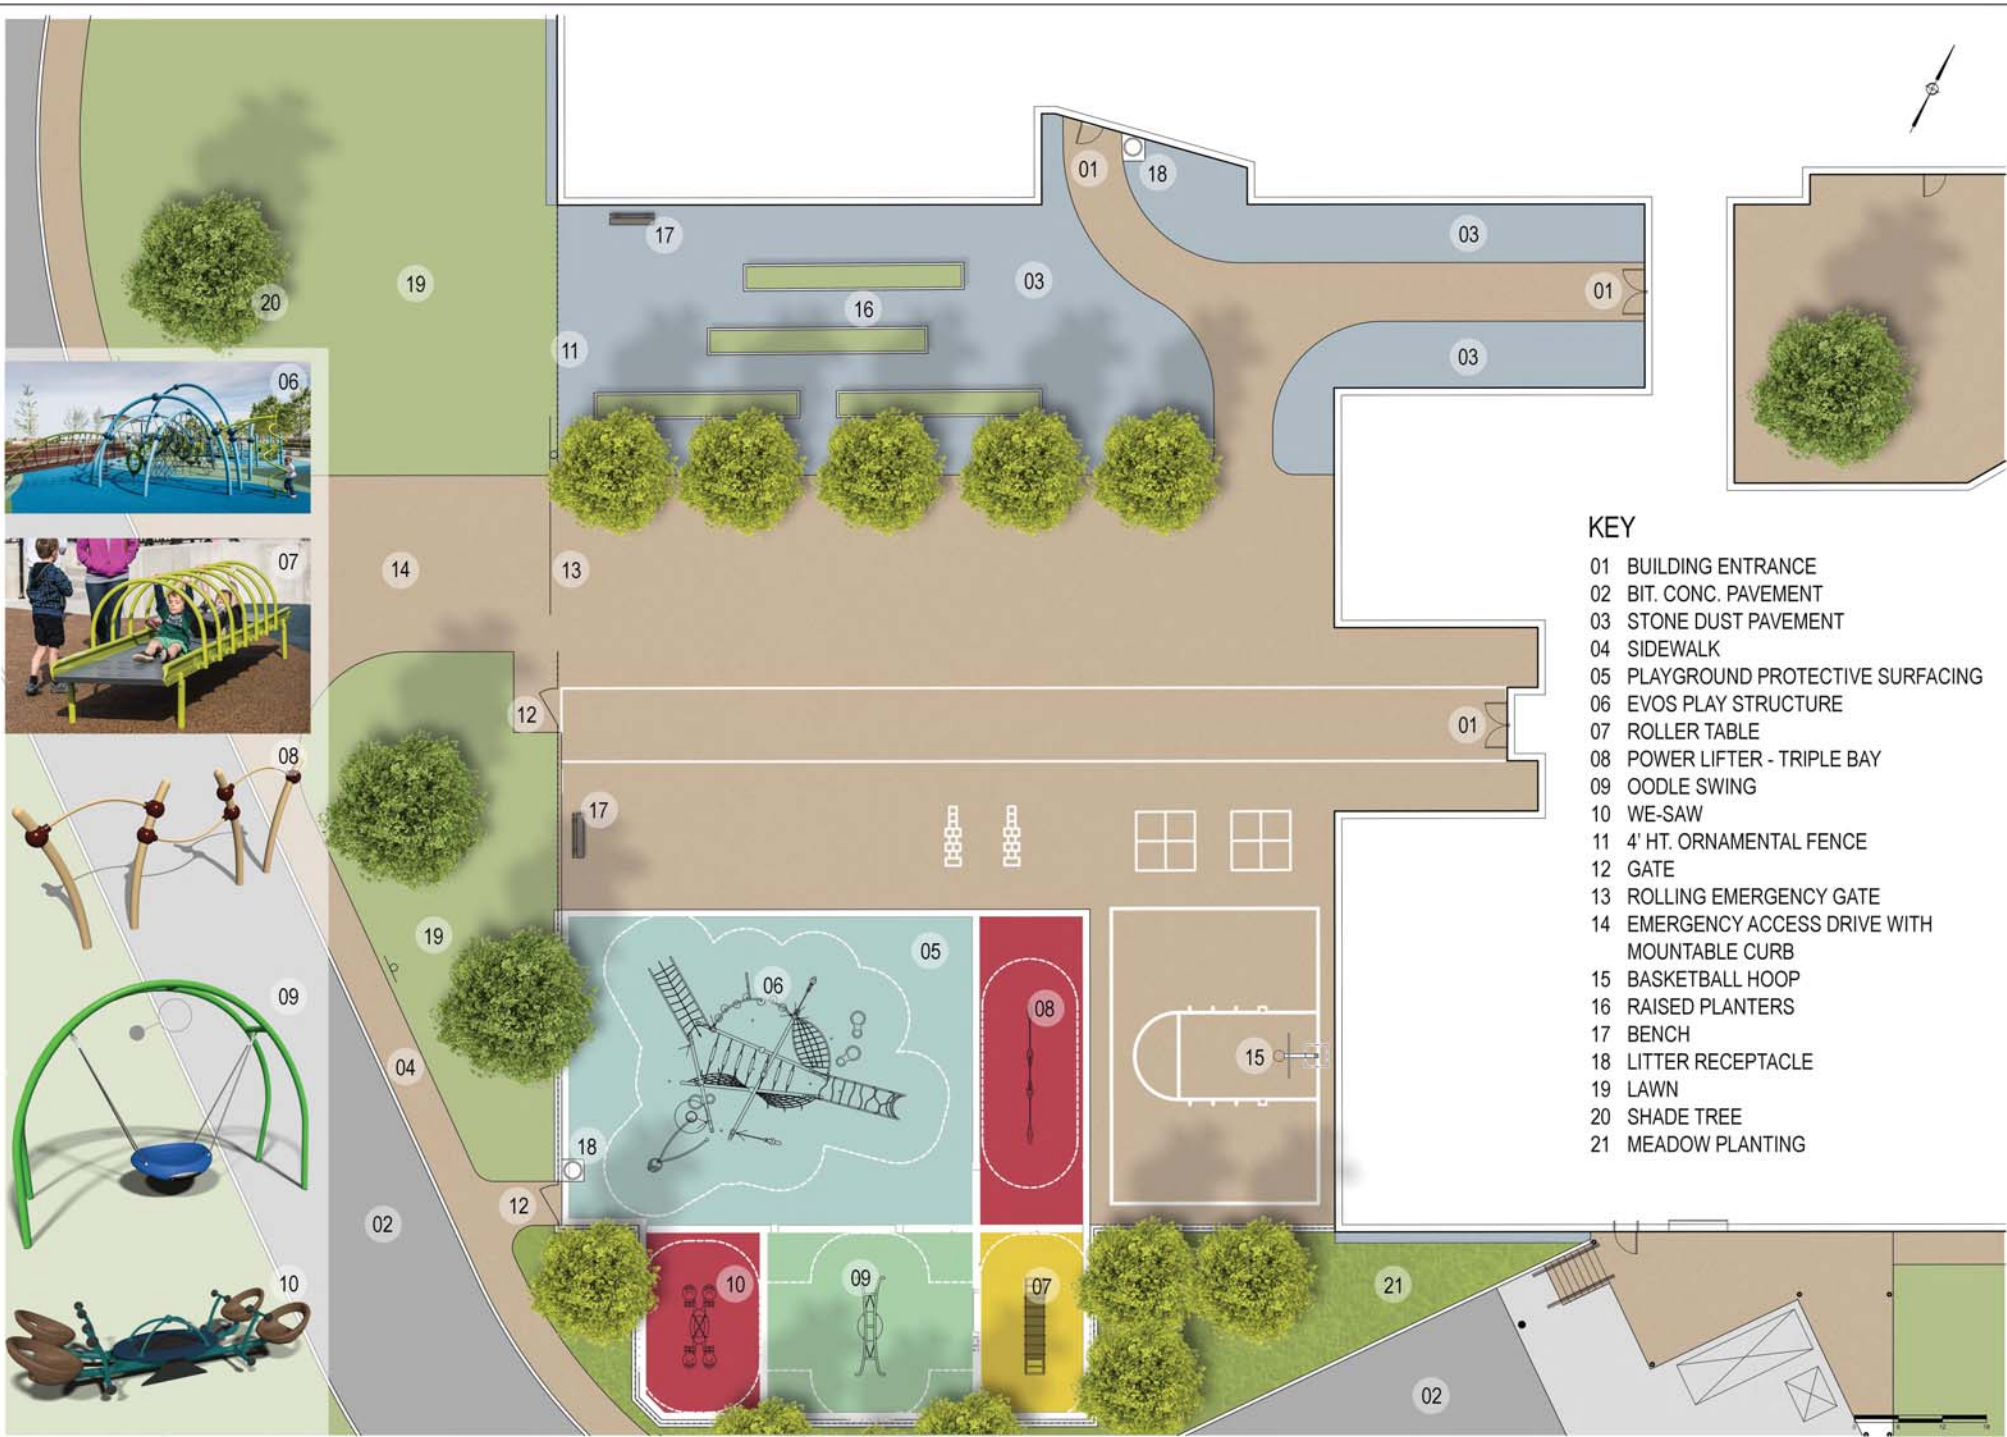 01
18
17
03
03
19
20
16
01
11
03
06
07
14
13
12
01
08
17
19
05
09
06
08
04
15
18
12
02
10
10
09
07
21
02
KEY
01 BUILDING ENTRANCE
02 BIT. CONC. PAVEMENT
03 STONE DUST PAVEMENT
04 SIDEWALK
05 PLAYGROUND PROTECTIVE SURFACING
06 EVOS PLAY STRUCTURE
07 ROLLER TABLE
08 POWER LIFTER - TRIPLE BAY
09 OODLE SWING
10 WE-SAW
11 4' HT. ORNAMENTAL FENCE
12 GATE
13 ROLLING EMERGENCY GATE
14 EMERGENCY ACCESS DRIVE WITH
MOUNTABLE CURB
15 BASKETBALL HOOP
16 RAISED PLANTERS
17 BENCH
18 LITTER RECEPTACLE
19 LAWN
20 SHADE TREE
21 MEADOW PLANTING